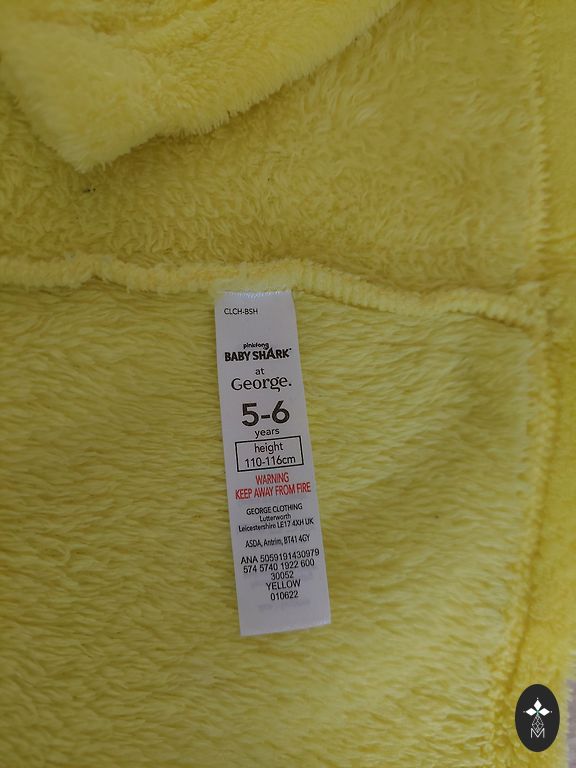 CLCH-BSH
pinkfong
BABY SHARK™
at
George.
5-6
years
height
110-116cm
WARNING
KEEP AWAY FROM FIRE
GEORGE CLOTHING
Lutterworth
Leicestershire LE17 4XH UK
ASDA, Antrim, BT41 4GY
ANA 5059191430979
574 5740 1922 600
30052
YELLOW
010622
M